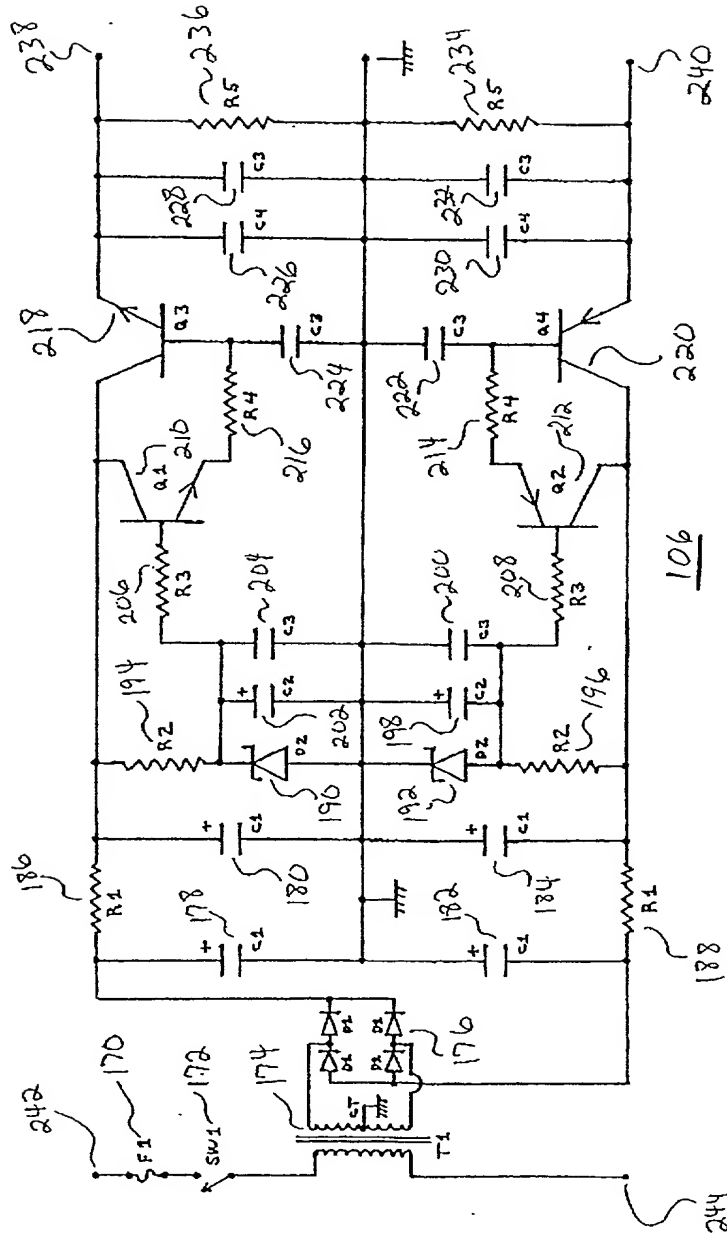 242
170
F1
172
SW1
174
CT
T1
244
D1
D1
D1
D1
176
186
R1
178
C1
+
180
C1
+
182
C1
+
184
C1
+
R1
188
194
R2
190
D2
202
C2
+
204
C3
192
D2
198
C2
+
200
C3
R2
196
206
R3
208
R3
210
Q1
212
Q2
216
R4
214
R4
218
Q3
224
C3
222
C3
Q4
220
226
C4
228
C3
230
C4
232
C3
236
R5
234
R5
238
240
106